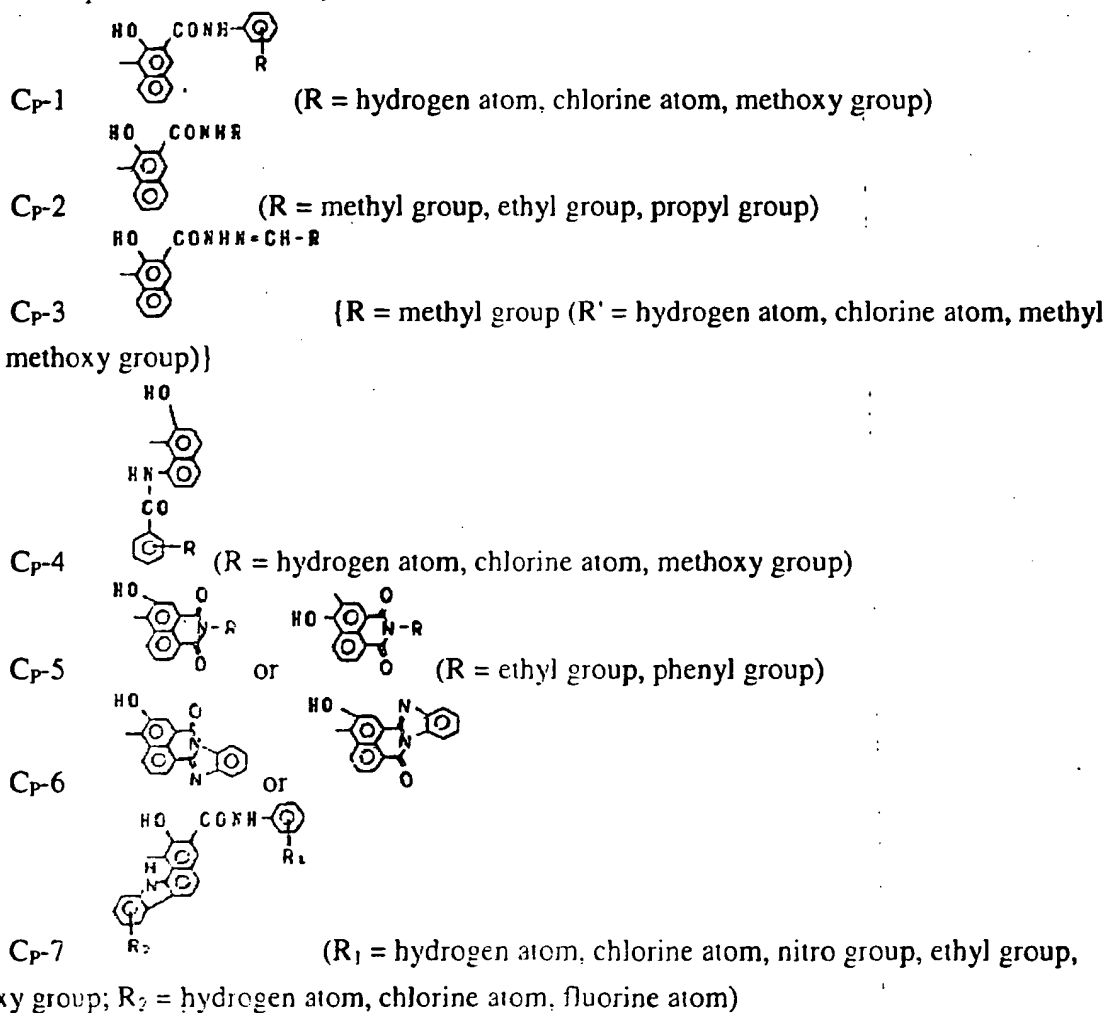 HO CONH
R
CP-1 (R = hydrogen atom, chlorine atom, methoxy group)
HO CONHR
CP-2 (R = methyl group, ethyl group, propyl group)
HO CONHN=CH-R
CP-3 {R = methyl group (R' = hydrogen atom, chlorine atom, methyl
methoxy group)}
HO
HN
CO
R
CP-4 (R = hydrogen atom, chlorine atom, methoxy group)
HO O N-R O
HO O N-R O
CP-5 or (R = ethyl group, phenyl group)
HO O N N
HO N N O
CP-6 or
HO CONH
R1
H
N
R2
CP-7 (R1 = hydrogen atom, chlorine atom, nitro group, ethyl group,
xy group; R2 = hydrogen atom, chlorine atom, fluorine atom)